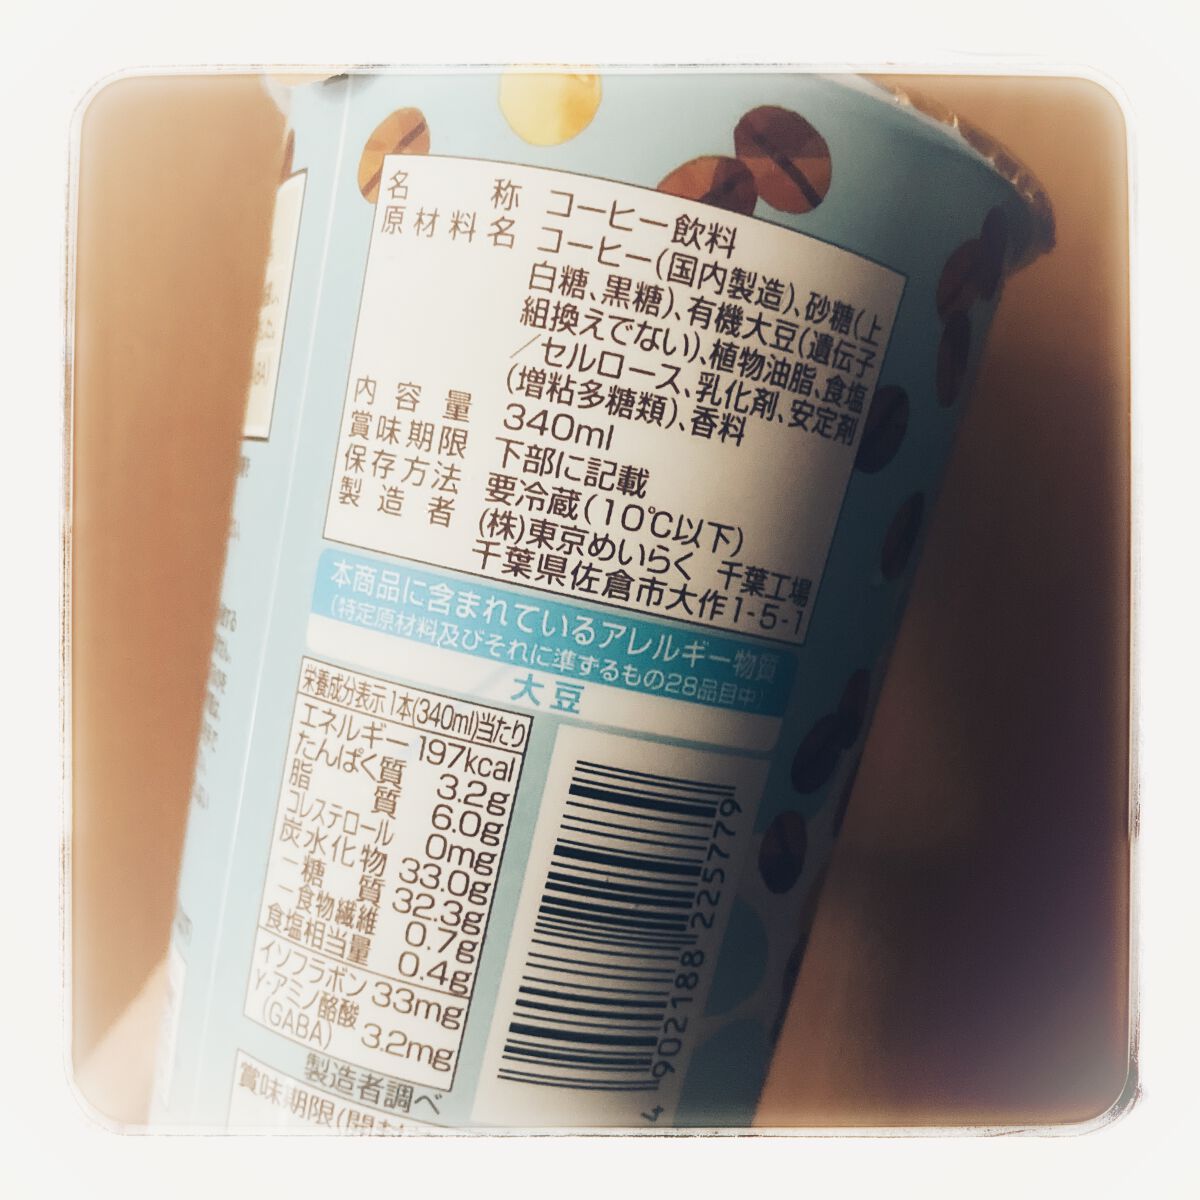 名称 コーヒー飲料
原材料名 コーヒー(国内製造)、砂糖(上
白糖、黒糖)、有機大豆(遺伝子
組換えでない)、植物油脂、食塩
/セルロース、乳化剤、安定剤
(増粘多糖類)、香料
内容量 340ml
賞味期限 下部に記載
保存方法 要冷蔵(10℃以下)
製造者 (株)東京めいらく 千葉工場
千葉県佐倉市大作1-5-1
本商品に含まれているアレルギー物質
(特定原材料及びそれに準ずるもの28品目中)
大豆
栄養成分表示 1本(340ml)当たり
エネルギー 197kcal
たんぱく質 3.2g
脂質 6.0g
コレステロール 0mg
炭水化物 33.0g
-糖質 32.3g
-食物繊維 0.7g
食塩相当量 0.4g
イソフラボン 33mg
γ-アミノ酪酸
(GABA) 3.2mg
製造者調べ
賞味期限(開封
4 902188 225779